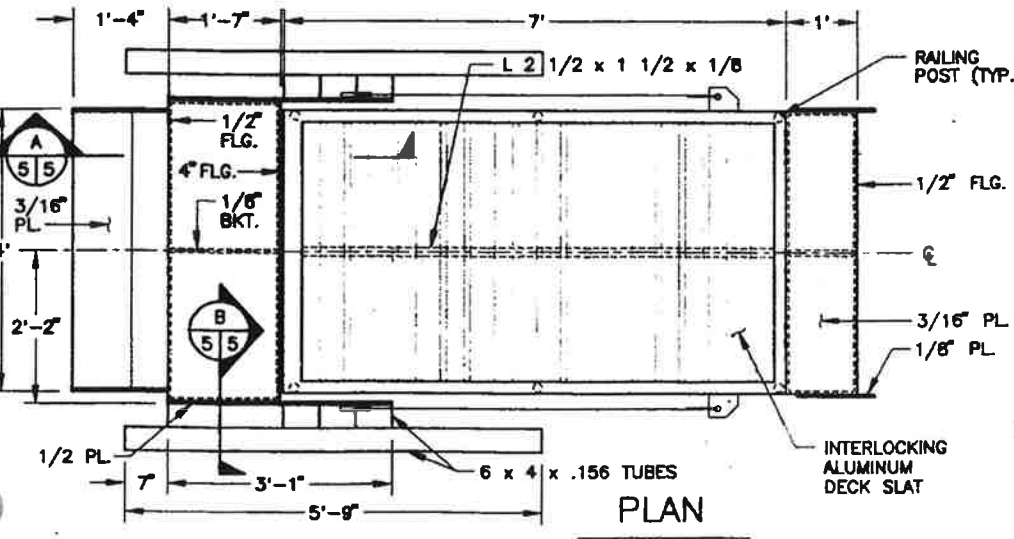 1'-4"
1'-7"
7'
1'
L 2 1/2 x 1 1/2 x 1/8
RAILING
POST (TYP.
1/2"
FLG.
A
5 5
4" FLG.
3/16"
PL.
1/8"
BKT.
1/2" FLG.
℄
2'-2"
B
5 5
3/16" PL.
1/8" PL.
1/2 PL.
7"
3'-1"
6 x 4 x .156 TUBES
INTERLOCKING
ALUMINUM
DECK SLAT
5'-9"
PLAN